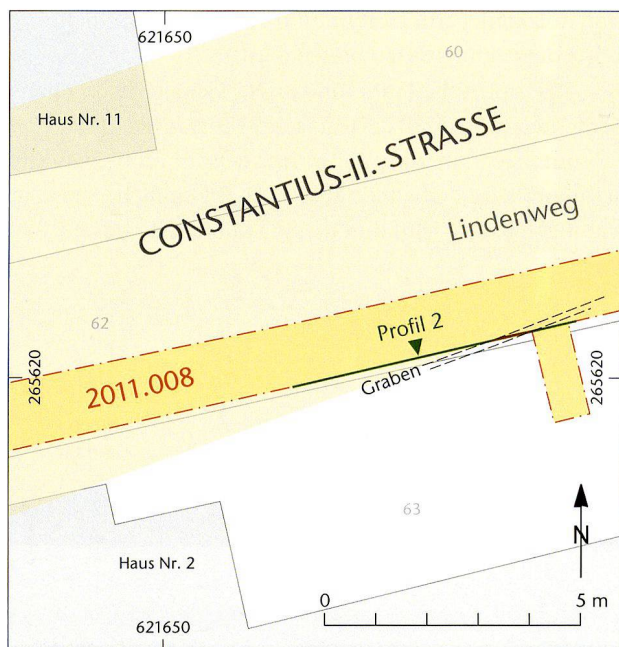 621650
60
Haus Nr. 11
CONSTANTIUS-II.-STRASSE
Lindenweg
62
Profil 2
265620
2011.008
Graben
265620
63
Haus Nr. 2
N
0 5 m
621650